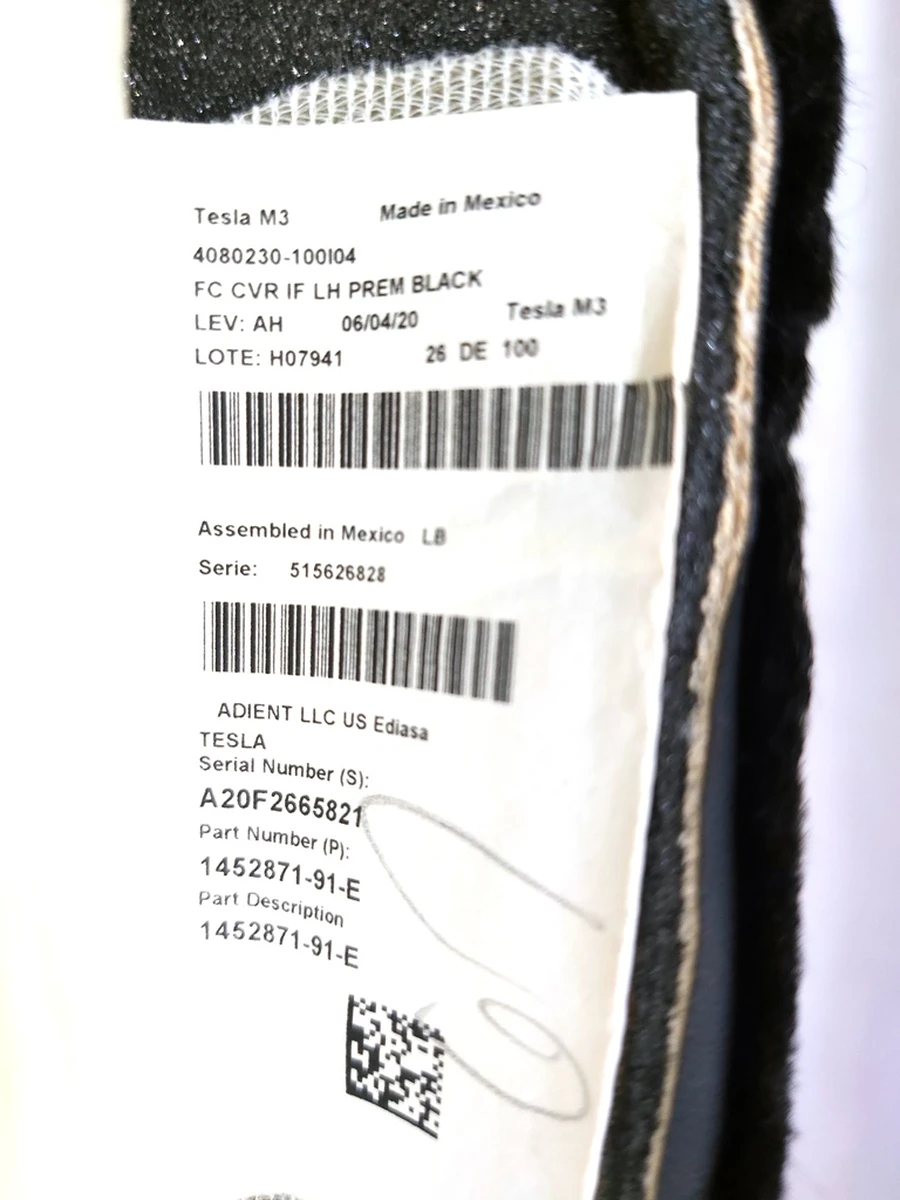 Tesla M3 Made in Mexico
4080230-100I04
FC CVR IF LH PREM BLACK
LEV: AH 06/04/20 Tesla M3
LOTE: H07941 26 DE 100
Assembled in Mexico LB
Serie: 515626828
ADIENT LLC US Ediasa
TESLA
Serial Number (S):
A20F2665821
Part Number (P):
1452871-91-E
Part Description
1452871-91-E